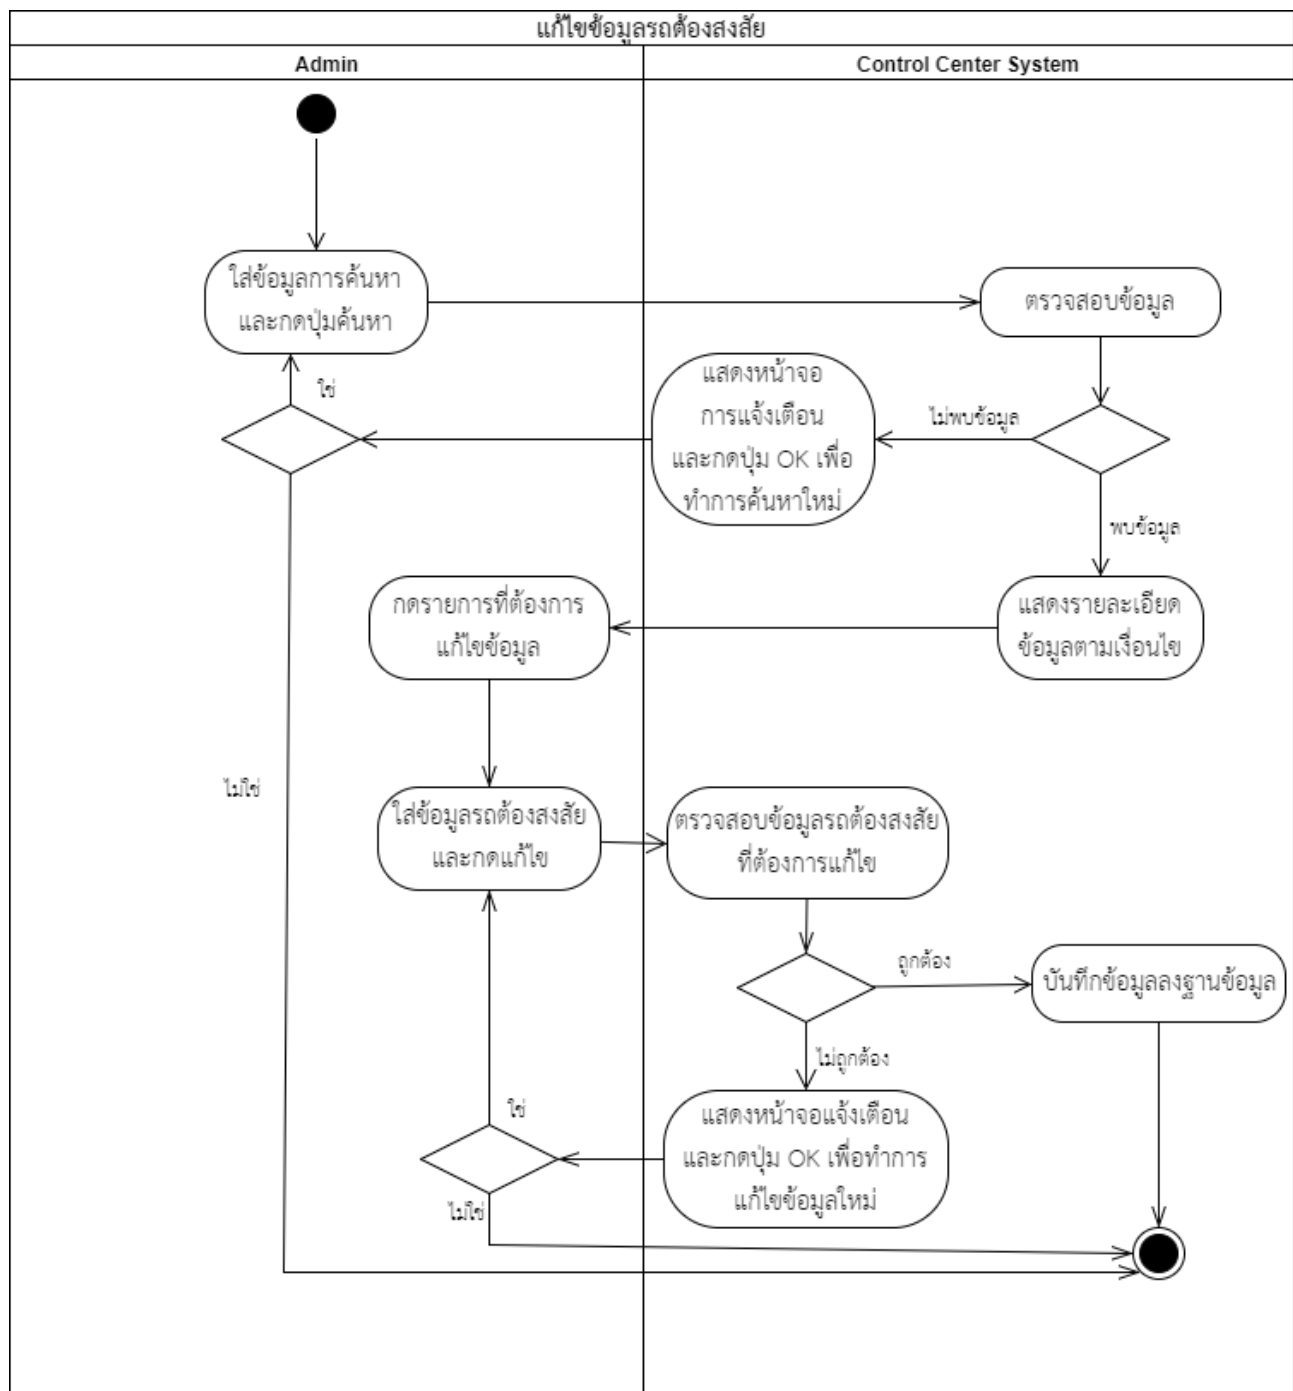 แก้ไขข้อมูลรถต้องสงสัย
Admin
Control Center System
ใส่ข้อมูลการค้นหา
และกดปุ่มค้นหา
ตรวจสอบข้อมูล
ใช่
แสดงหน้าจอ
การแจ้งเตือน
และกดปุ่ม OK เพื่อ
ทำการค้นหาใหม่
ไม่พบข้อมูล
พบข้อมูล
กดรายการที่ต้องการ
แก้ไขข้อมูล
แสดงรายละเอียด
ข้อมูลตามเงื่อนไข
ไม่ใช่
ใส่ข้อมูลรถต้องสงสัย
และกดแก้ไข
ตรวจสอบข้อมูลรถต้องสงสัย
ที่ต้องการแก้ไข
ถูกต้อง
บันทึกข้อมูลลงฐานข้อมูล
ไม่ถูกต้อง
ใช่
แสดงหน้าจอแจ้งเตือน
และกดปุ่ม OK เพื่อทำการ
แก้ไขข้อมูลใหม่
ไม่ใช่